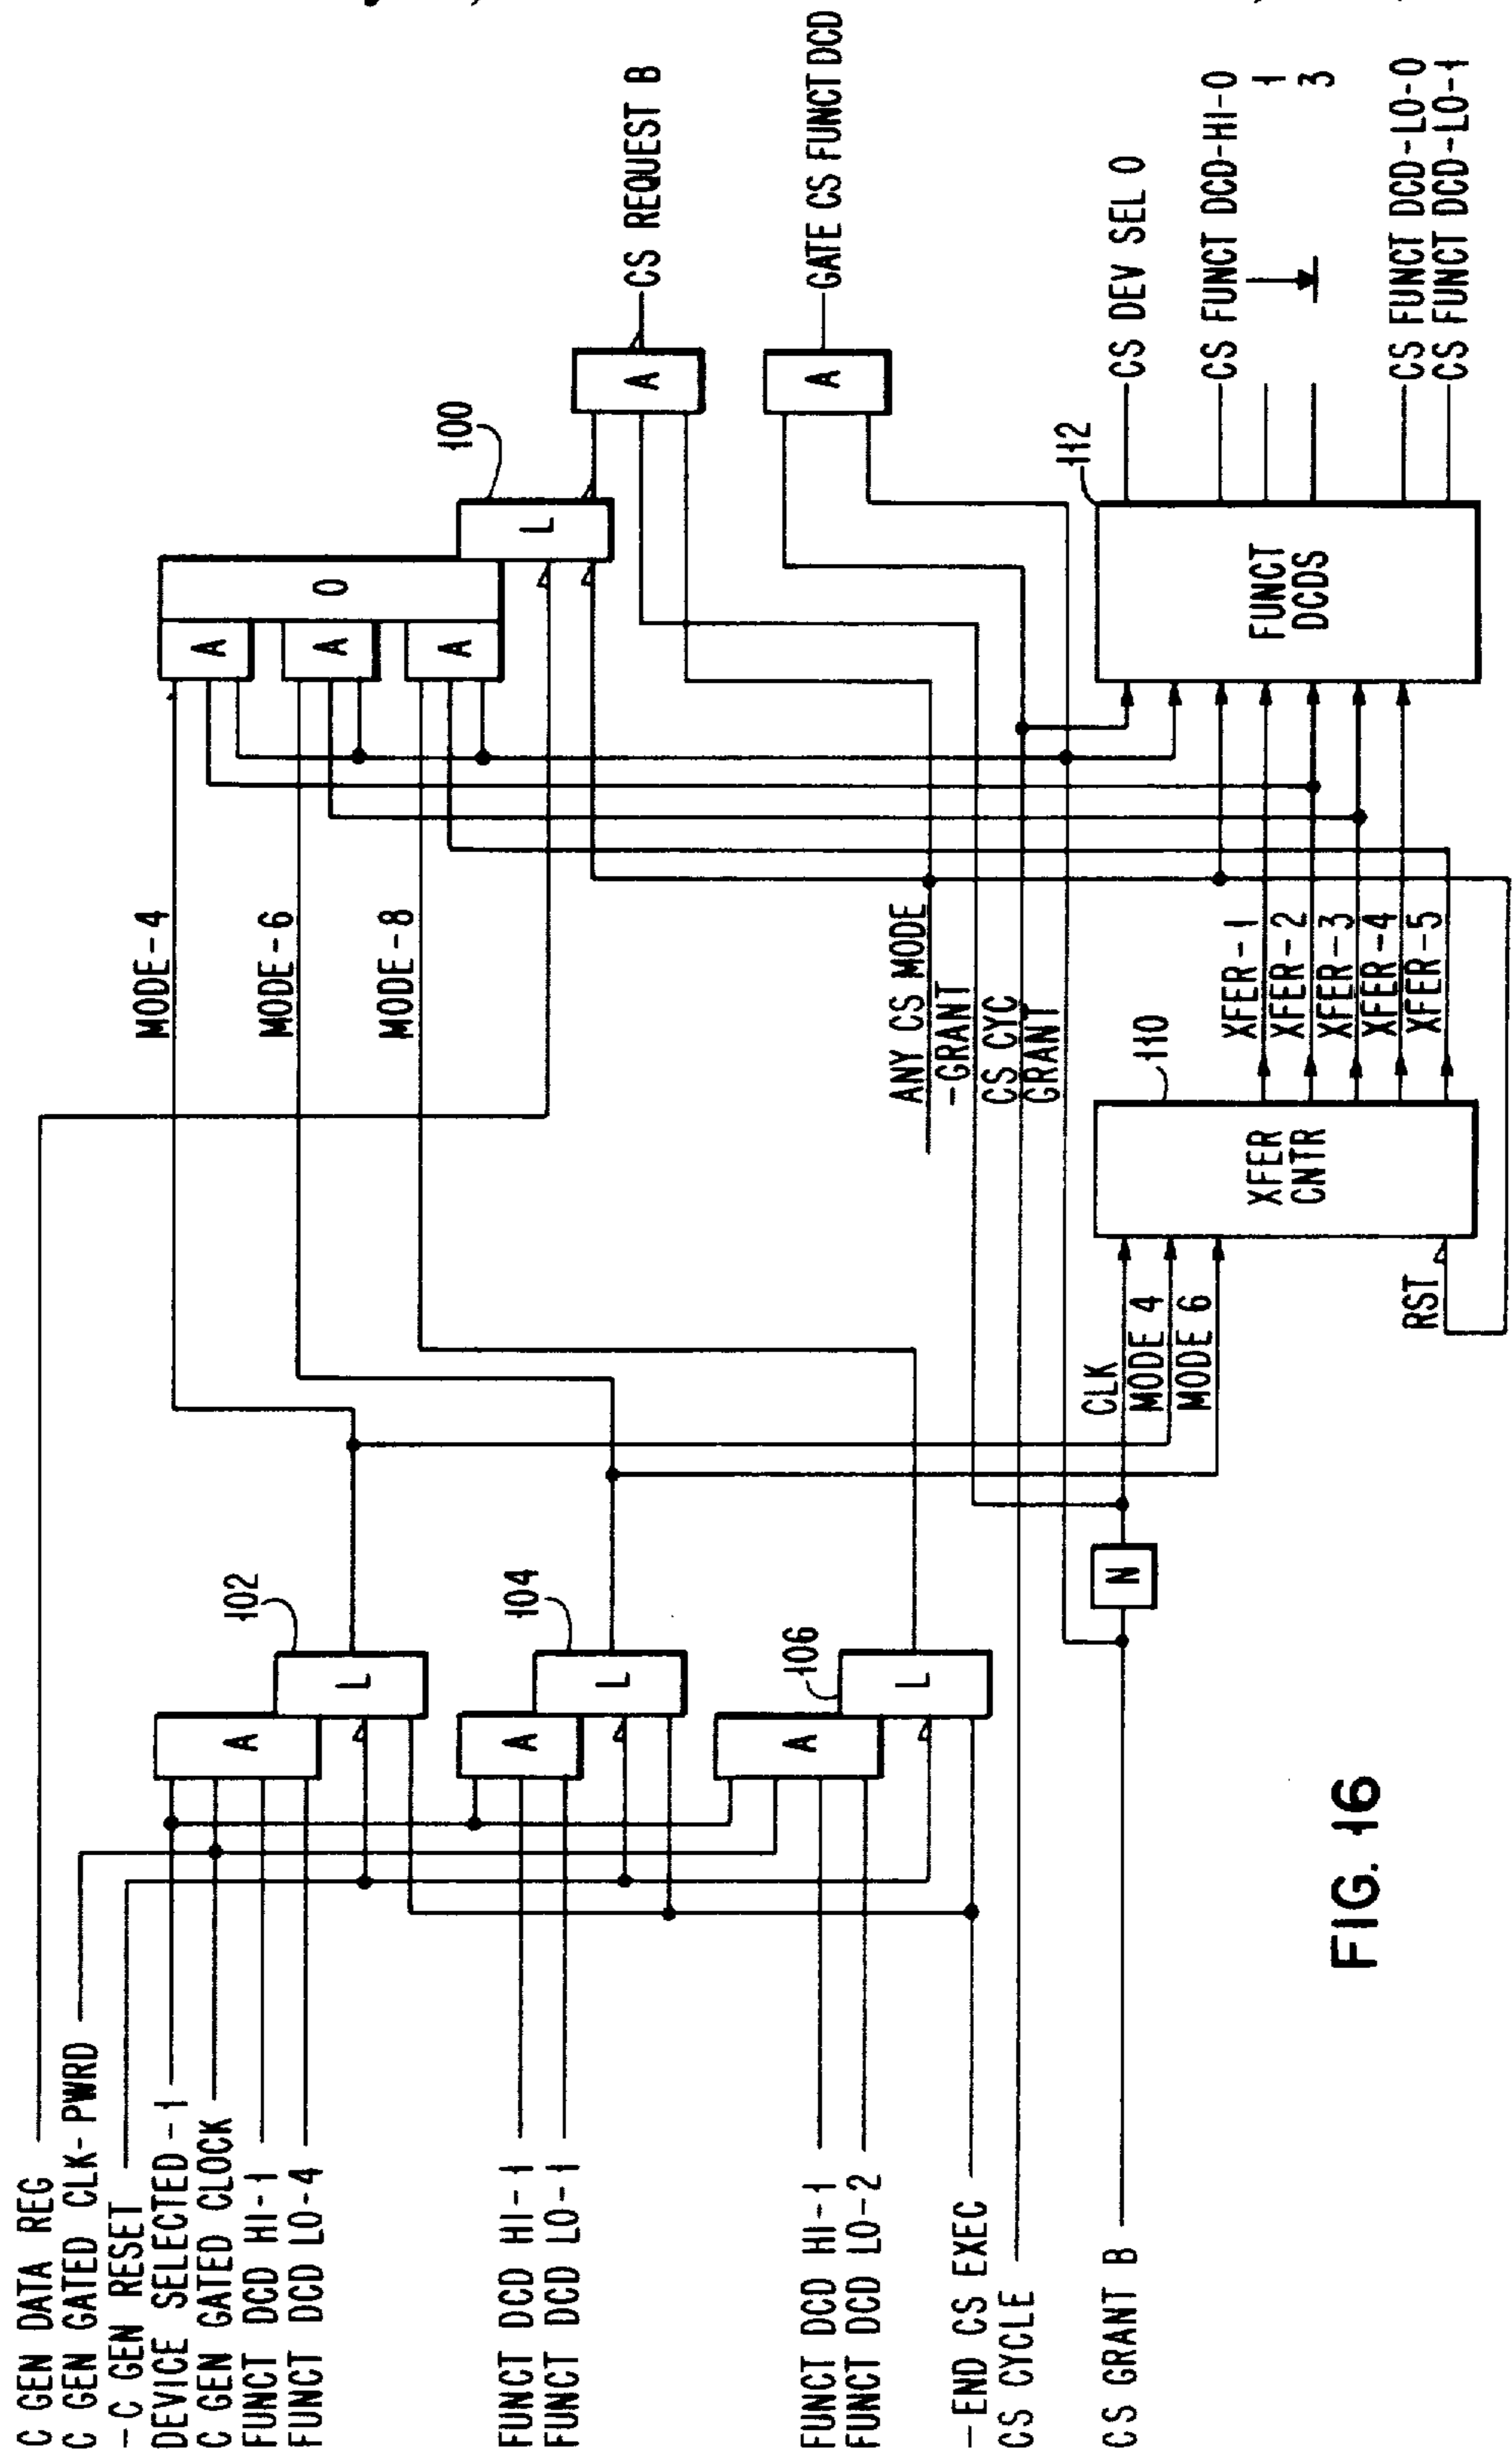 C GEN DATA REG
C GEN GATED CLK-PWRD
-C GEN RESET
DEVICE SELECTED-1
C GEN GATED CLOCK
FUNCT DCD HI-1
FUNCT DCD LO-4
FUNCT DCD HI-1
FUNCT DCD LO-1
FUNCT DCD HI-1
FUNCT DCD LO-2
-END CS EXEC
CS CYCLE
CS GRANT B
A
L
102
A
L
104
A
L
106
N
MODE-4
MODE-6
MODE-8
CLK
MODE 4
MODE 6
RST
XFER
CNTR
110
ANY CS MODE
-GRANT
CS CYC
GRANT
XFER-1
XFER-2
XFER-3
XFER-4
XFER-5
A
A
A
O
L
100
A
CS REQUEST B
A
GATE CS FUNCT DCD
FUNCT
DCDS
112
CS DEV SEL 0
CS FUNCT DCD-HI-0
1
3
CS FUNCT DCD-LO-0
CS FUNCT DCD-LO-1
FIG. 16